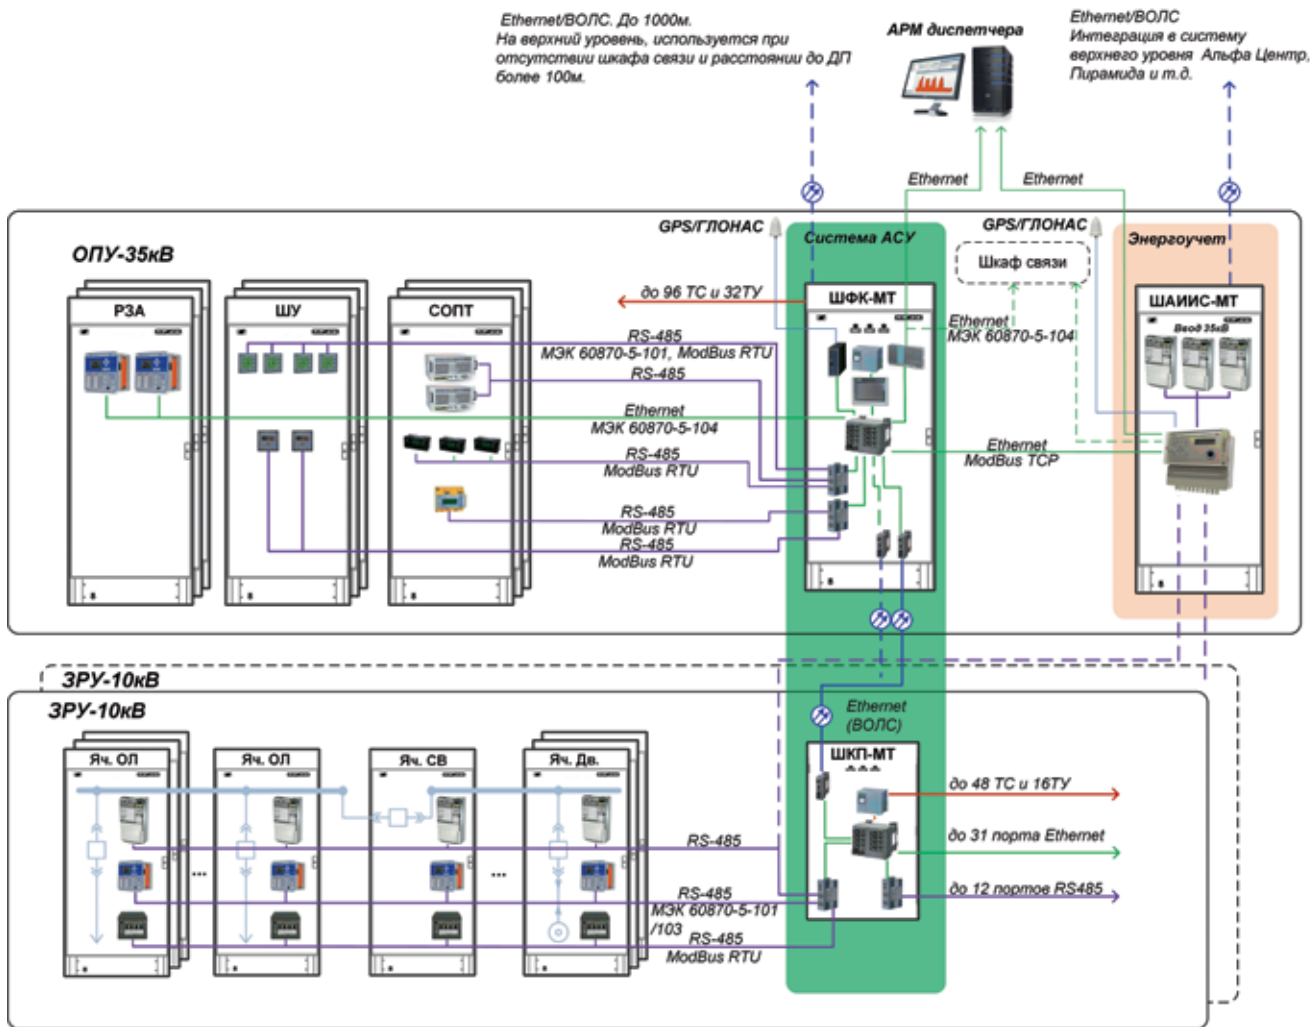 Ethernet/ВОЛС. До 1000м.
На верхний уровень, используется при
отсутствии шкафа связи и расстоянии до ДП
более 100м.
АРМ диспетчера
Ethernet/ВОЛС
Интеграция в систему
верхнего уровня Альфа Центр,
Пирамида и т.д.
Ethernet
Ethernet
ОПУ-35кВ
GPS/ГЛОНАС
Система АСУ
GPS/ГЛОНАС
Энергоучет
Шкаф связи
РЗА
ШУ
СОПТ
до 96 ТС и 32ТУ
ШФК-МТ
ШАИИС-МТ
Ввод 35кВ
RS-485
МЭК 60870-5-101, ModBus RTU
RS-485
Ethernet
МЭК 60870-5-104
Ethernet
МЭК 60870-5-104
RS-485
ModBus RTU
Ethernet
ModBus TCP
RS-485
ModBus RTU
RS-485
ModBus RTU
ЗРУ-10кВ
ЗРУ-10кВ
Ethernet
(ВОЛС)
Яч. ОЛ
Яч. ОЛ
Яч. СВ
Яч. Дв.
ШКП-МТ
...
...
до 48 ТС и 16ТУ
RS-485
до 31 порта Ethernet
RS-485
МЭК 60870-5-101
/103
до 12 портов RS485
RS-485
ModBus RTU